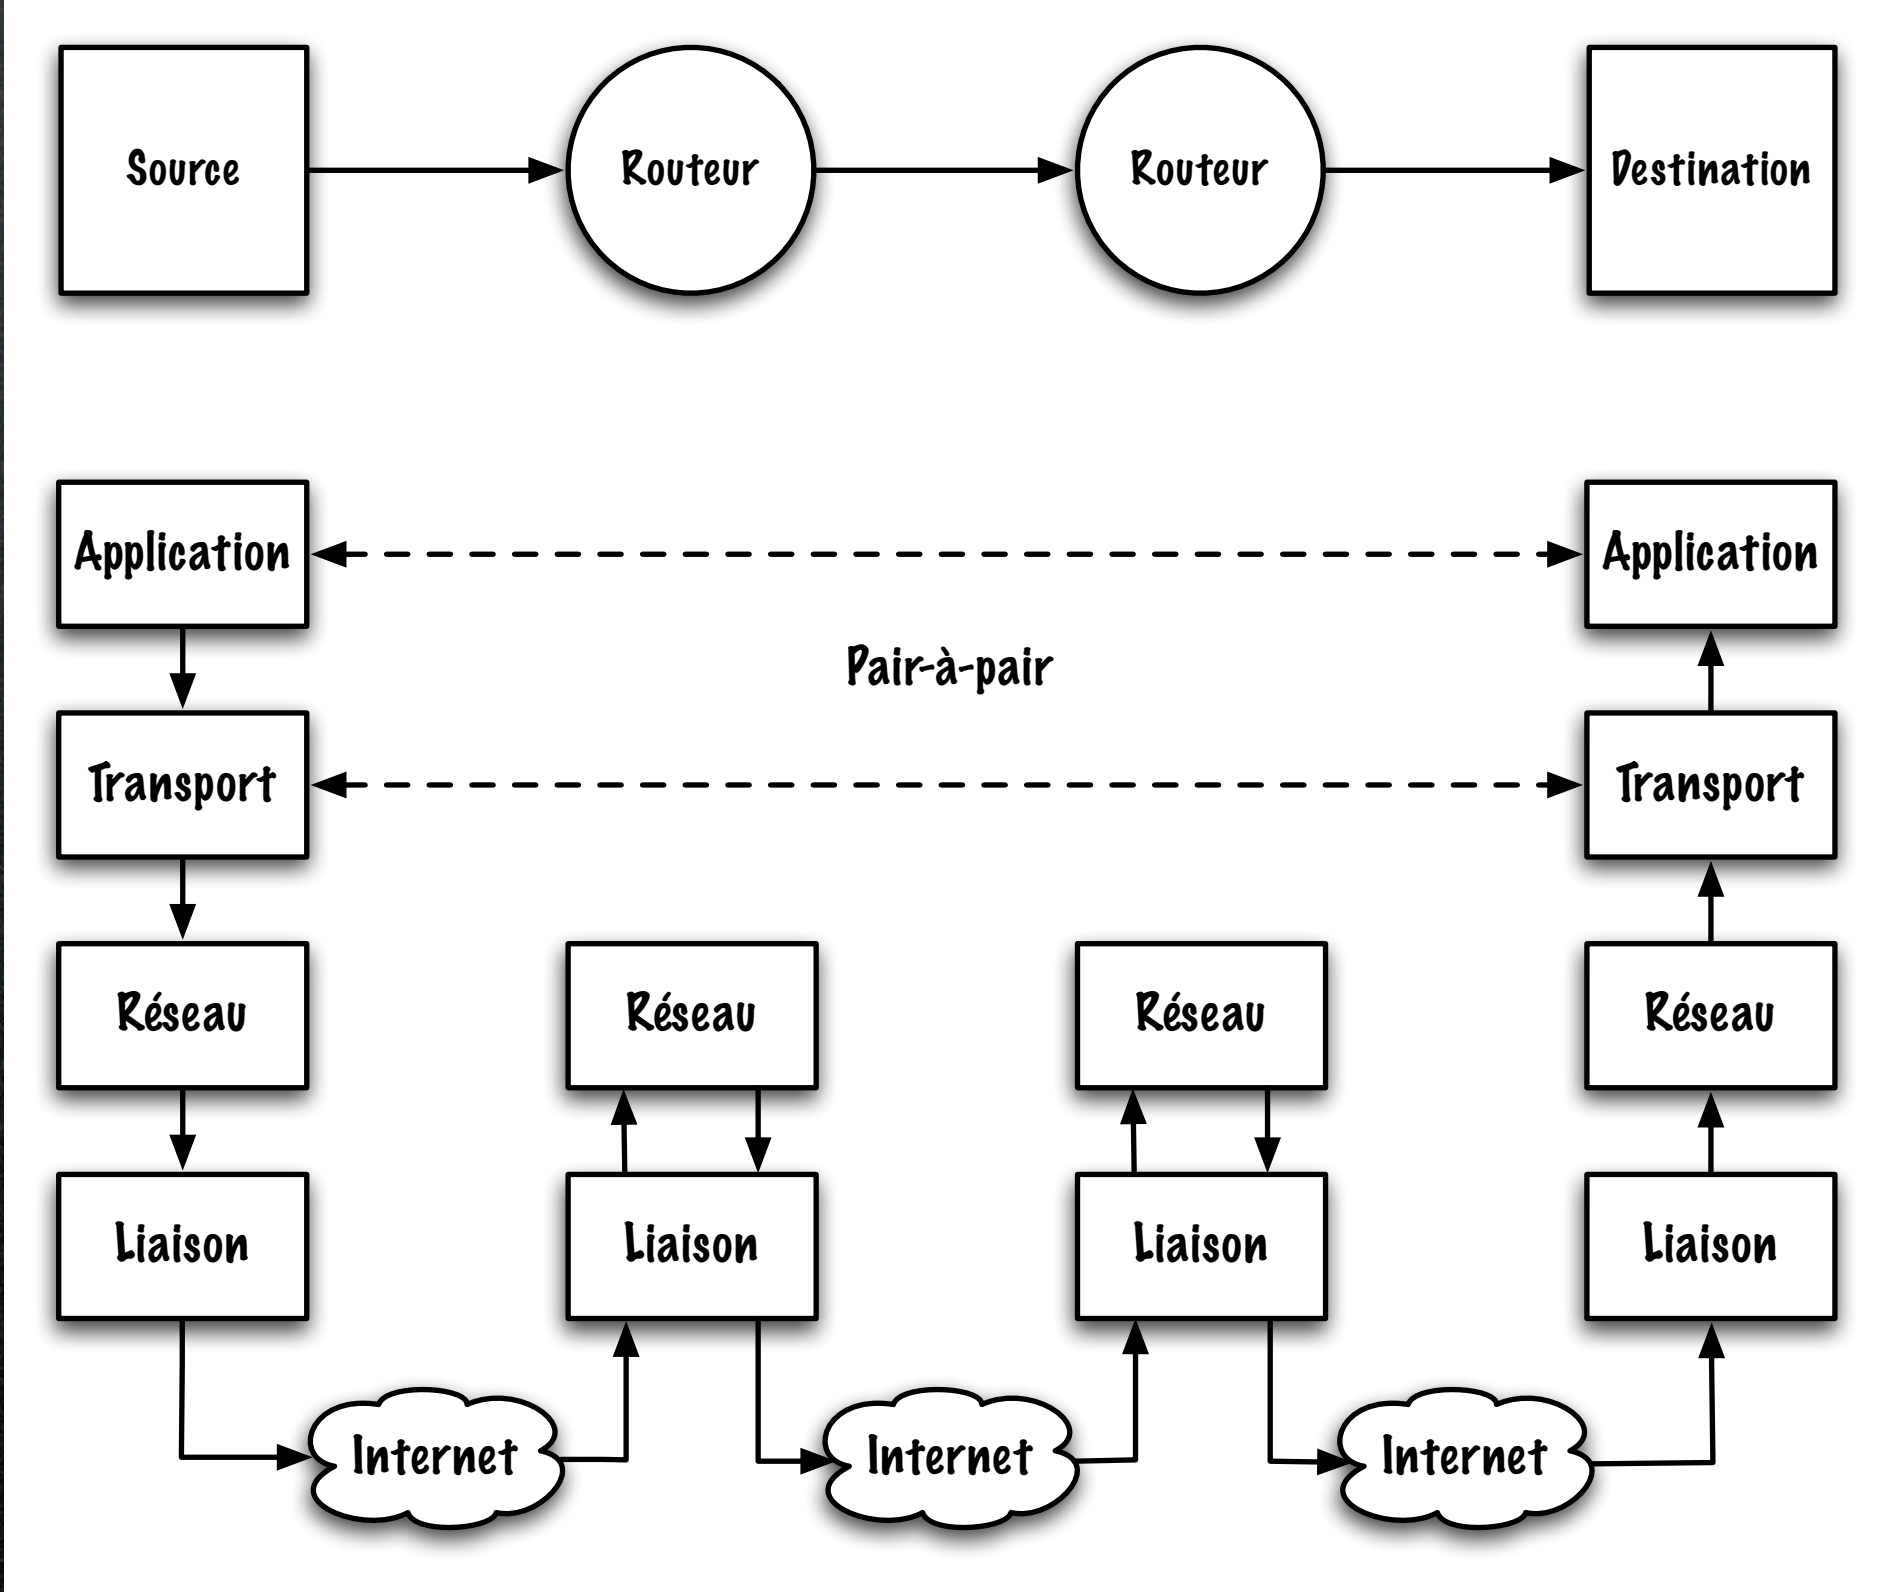 Source
Routeur
Routeur
Destination
Application
Application
Pair-à-pair
Transport
Transport
Réseau
Réseau
Réseau
Réseau
Liaison
Liaison
Liaison
Liaison
Internet
Internet
Internet